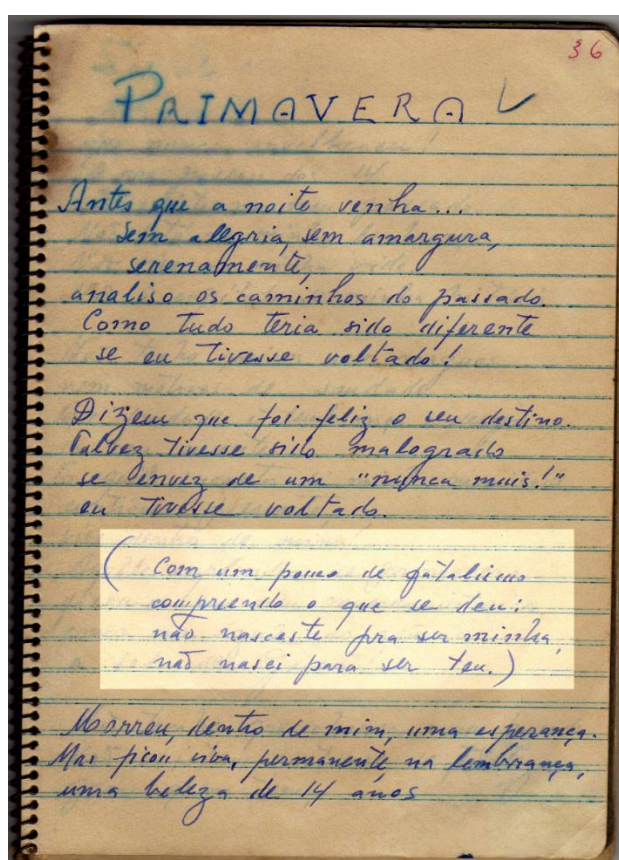 36
PRIMAVERA
Antes que a noite venha...
sem alegria, sem amargura,
serenamente,
analiso os caminhos do passado.
Como tudo teria sido diferente
se eu tivesse voltado!
Dizem que foi feliz o seu destino.
Talvez tivesse sido malogrado
se envez de um "nunca mais!"
eu tivesse voltado.
(Com um pouco de fatalismo
compreendo o que se deu:
não nasceste pra ser minha,
não nasci para ser teu.)
Morreu, dentro de mim, uma esperança.
Mas ficou viva, permanente, na lembrança,
uma beleza de 14 anos